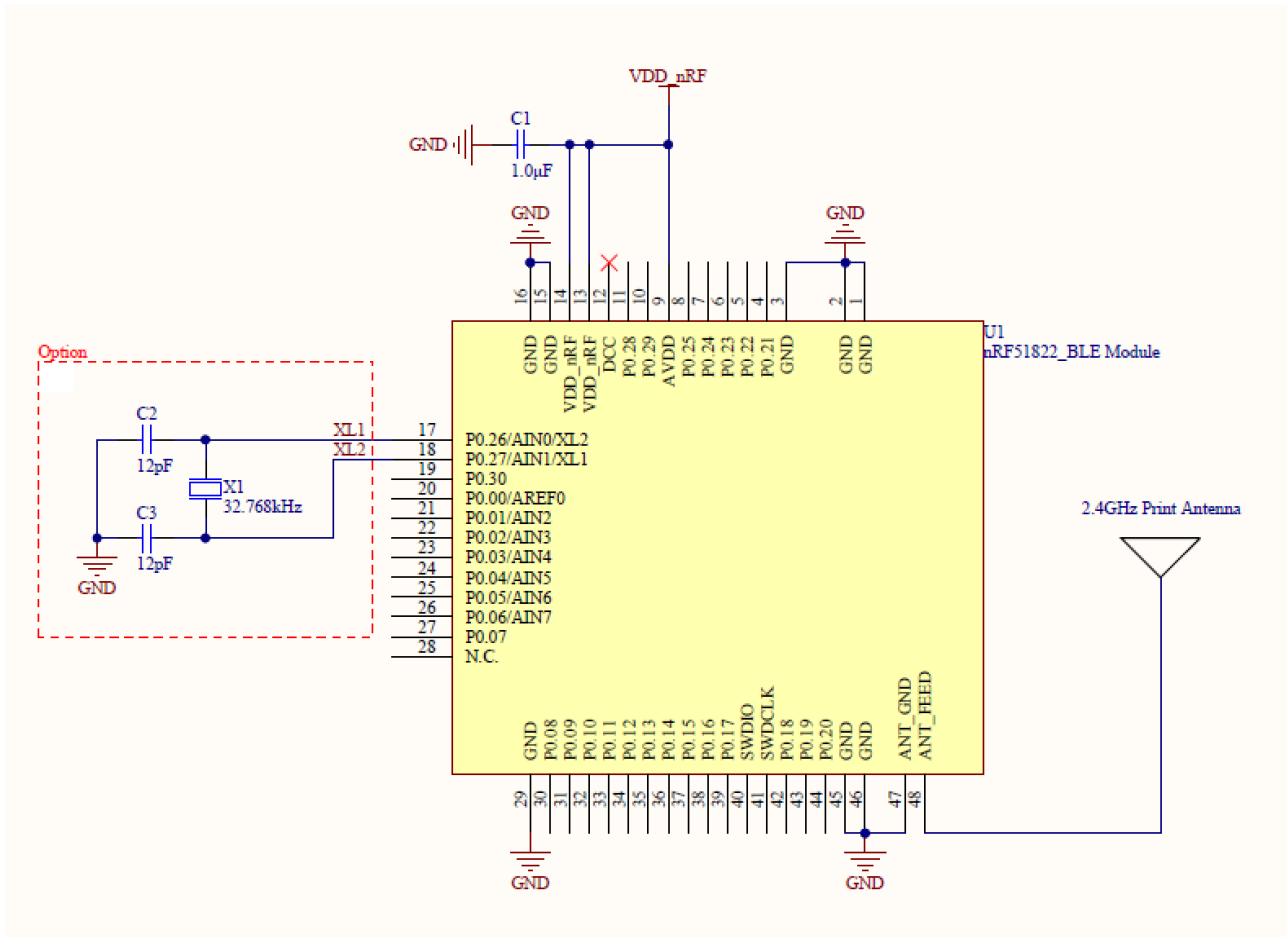 VDD_nRF
C1
GND
1.0µF
GND
GND
16
15
14
13
12
11
10
9
8
7
6
5
4
3
2
1
U1
nRF51822_BLE Module
GND
GND
VDD_nRF
VDD_nRF
DCC
P0.28
P0.29
AVDD
P0.25
P0.24
P0.23
P0.22
P0.21
GND
GND
GND
Option
C2
12pF
X1
32.768kHz
C3
12pF
GND
XL1
XL2
17
18
19
20
21
22
23
24
25
26
27
28
P0.26/AIN0/XL2
P0.27/AIN1/XL1
P0.30
P0.00/AREF0
P0.01/AIN2
P0.02/AIN3
P0.03/AIN4
P0.04/AIN5
P0.05/AIN6
P0.06/AIN7
P0.07
N.C.
2.4GHz Print Antenna
GND
P0.08
P0.09
P0.10
P0.11
P0.12
P0.13
P0.14
P0.15
P0.16
P0.17
SWDIO
SWDCLK
P0.18
P0.19
P0.20
GND
GND
ANT_GND
ANT_FEED
29
30
31
32
33
34
35
36
37
38
39
40
41
42
43
44
45
46
47
48
GND
GND